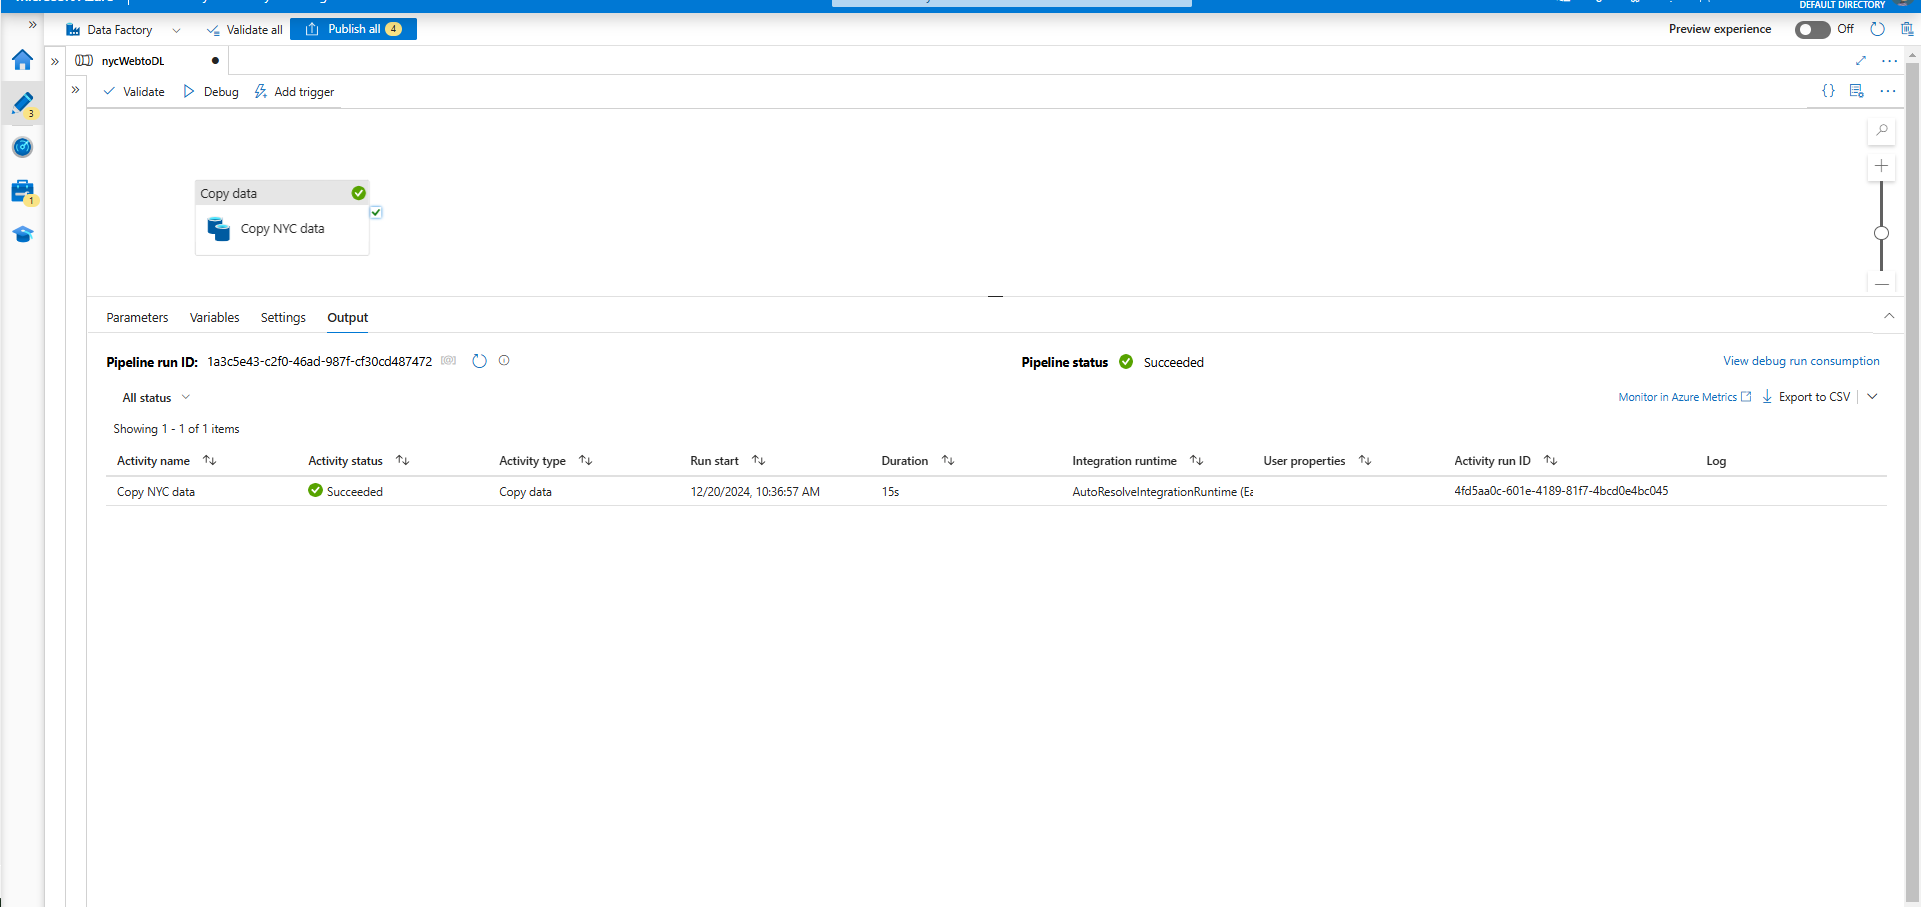 DEFAULT DIRECTORY
Data Factory
Validate all
Publish all 4
Preview experience
Off
nycWebtoDL
Validate
Debug
Add trigger
3
1
Copy data
Copy NYC data
Parameters
Variables
Settings
Output
Pipeline run ID: 1a3c5e43-c2f0-46ad-987f-cf30cd487472
Pipeline status
Succeeded
View debug run consumption
All status
Monitor in Azure Metrics
Export to CSV
Showing 1 - 1 of 1 items
Activity name
Activity status
Activity type
Run start
Duration
Integration runtime
User properties
Activity run ID
Log
Copy NYC data
Succeeded
Copy data
12/20/2024, 10:36:57 AM
15s
AutoResolveIntegrationRuntime (Ea
4fd5aa0c-601e-4189-81f7-4bcd0e4bc045